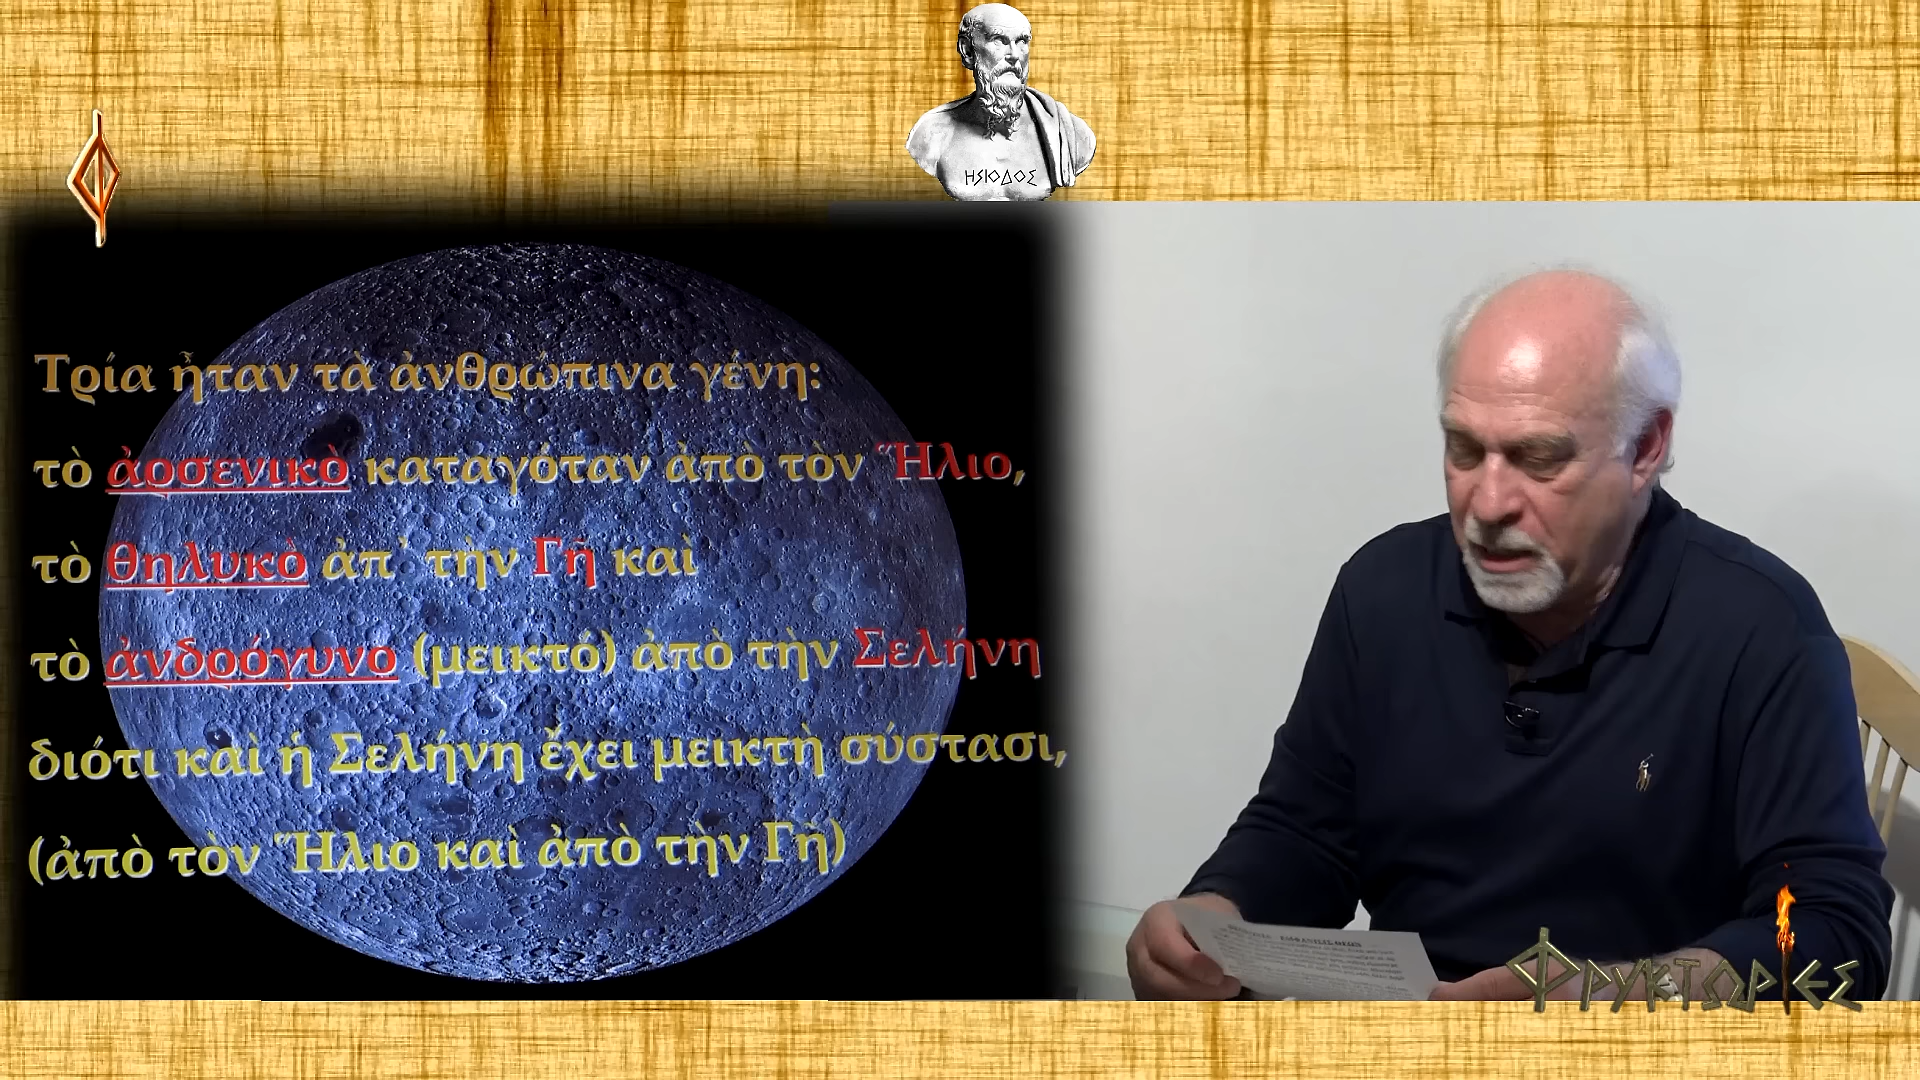 ΗΣΙΟΔΟΣ
Τρία ἦταν τὰ ἀνθρώπινα γένη:
τὸ ἀρσενικὸ καταγόταν ἀπὸ τὸν Ἥλιο,
τὸ θηλυκὸ ἀπ᾿ τὴν Γῆ καὶ
τὸ ἀνδρόγυνο (μεικτό) ἀπὸ τὴν Σελήνη
διότι καὶ ἡ Σελήνη ἔχει μεικτὴ σύστασι,
(ἀπὸ τὸν Ἥλιο καὶ ἀπὸ τὴν Γῆ)
ΦΡΥΚΤΩΡΙΕΣ